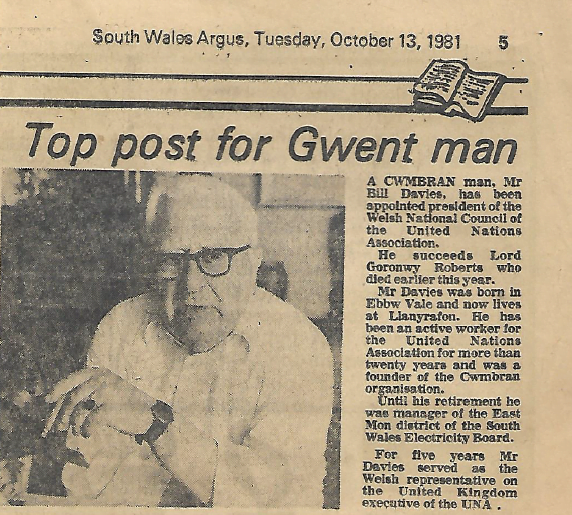 South Wales Argus, Tuesday, October 13, 1981 5
Top post for Gwent man
A CWMBRAN man, Mr
Bill Davies, has been
appointed president of the
Welsh National Council of
the United Nations
Association.
He succeeds Lord
Goronwy Roberts who
died earlier this year.
Mr Davies was born in
Ebbw Vale and now lives
at Llanyrafon. He has
been an active worker for
the United Nations
Association for more than
twenty years and was a
founder of the Cwmbran
organisation.
Until his retirement he
was manager of the East
Mon district of the South
Wales Electricity Board.
For five years Mr
Davies served as the
Welsh representative on
the United Kingdom
executive of the UNA .